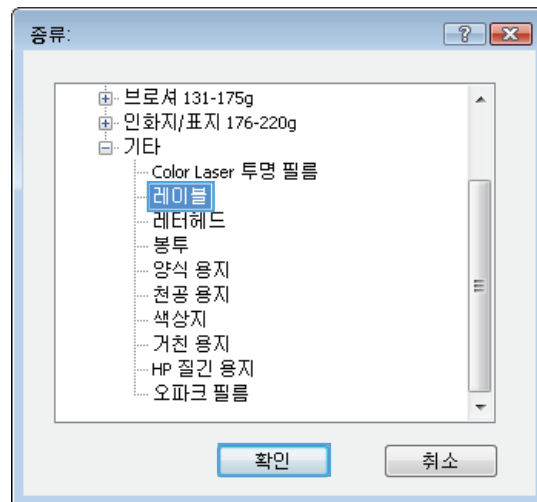 종류:
브로셔 131-175g
인화지/표지 176-220g
기타
Color Laser 투명 필름
레이블
레터헤드
봉투
양식 용지
천공 용지
색상지
거친 용지
HP 질긴 용지
오파크 필름
확인 취소